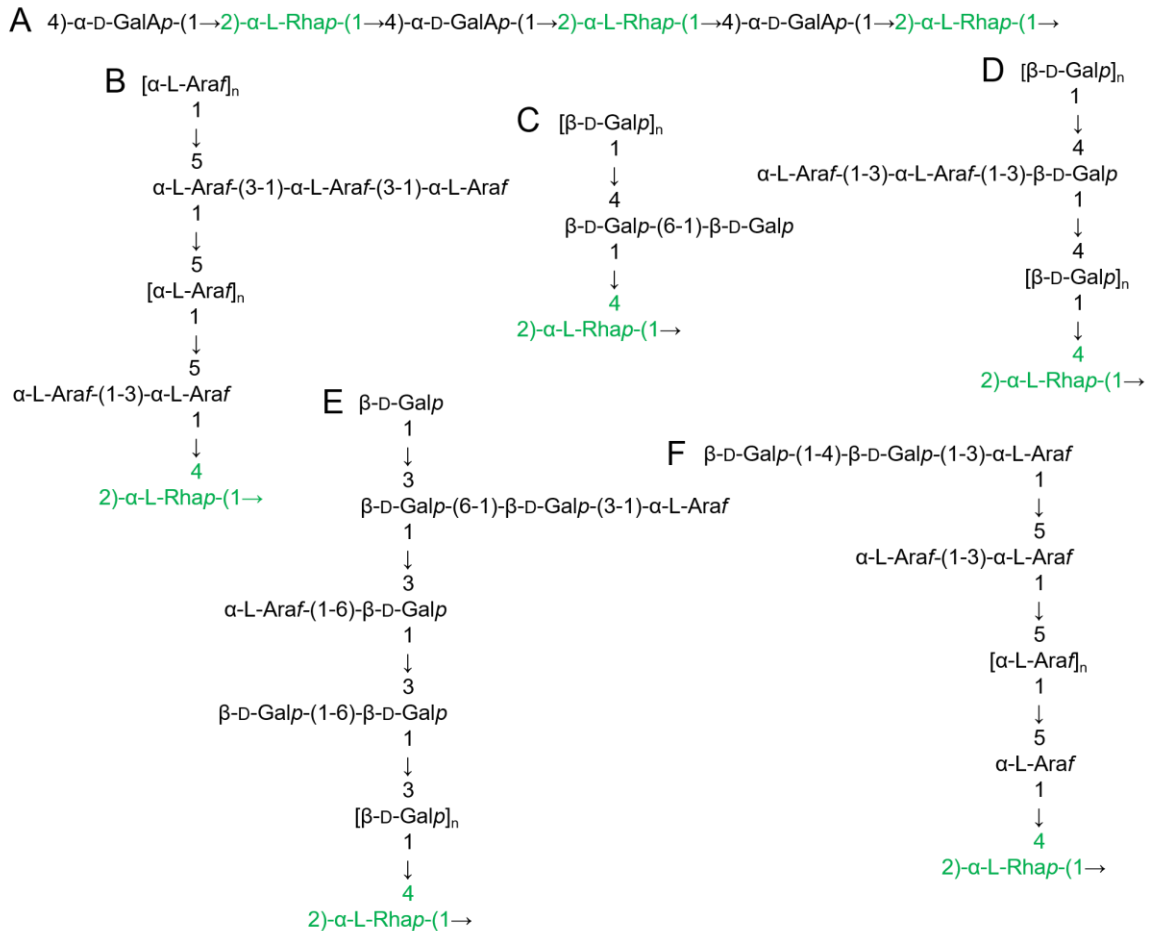 A 4)-α-D-GalAp-(1→2)-α-L-Rhap-(1→4)-α-D-GalAp-(1→2)-α-L-Rhap-(1→4)-α-D-GalAp-(1→2)-α-L-Rhap-(1→
B [α-L-Araf]n
1
↓
5
α-L-Araf-(3-1)-α-L-Araf-(3-1)-α-L-Araf
1
↓
5
[α-L-Araf]n
1
↓
5
α-L-Araf-(1-3)-α-L-Araf
1
↓
4
2)-α-L-Rhap-(1→
C [β-D-Galp]n
1
↓
4
β-D-Galp-(6-1)-β-D-Galp
1
↓
4
2)-α-L-Rhap-(1→
D [β-D-Galp]n
1
↓
4
α-L-Araf-(1-3)-α-L-Araf-(1-3)-β-D-Galp
1
↓
4
[β-D-Galp]n
1
↓
4
2)-α-L-Rhap-(1→
E β-D-Galp
1
↓
3
β-D-Galp-(6-1)-β-D-Galp-(3-1)-α-L-Araf
1
↓
3
α-L-Araf-(1-6)-β-D-Galp
1
↓
3
β-D-Galp-(1-6)-β-D-Galp
1
↓
3
[β-D-Galp]n
1
↓
4
2)-α-L-Rhap-(1→
F β-D-Galp-(1-4)-β-D-Galp-(1-3)-α-L-Araf
1
↓
5
α-L-Araf-(1-3)-α-L-Araf
1
↓
5
[α-L-Araf]n
1
↓
5
α-L-Araf
1
↓
4
2)-α-L-Rhap-(1→